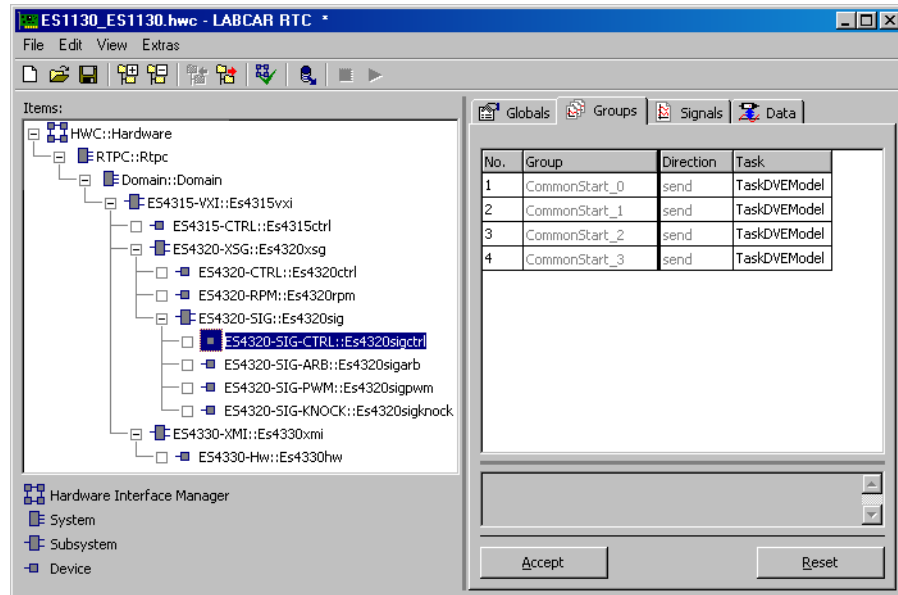 ES1130_ES1130.hwc - LABCAR RTC *
File Edit View Extras
Items:
HWC::Hardware
RTPC::Rtpc
Domain::Domain
ES4315-VXI::Es4315vxi
ES4315-CTRL::Es4315ctrl
ES4320-XSG::Es4320xsg
ES4320-CTRL::Es4320ctrl
ES4320-RPM::Es4320rpm
ES4320-SIG::Es4320sig
ES4320-SIG-CTRL::Es4320sigctrl
ES4320-SIG-ARB::Es4320sigarb
ES4320-SIG-PWM::Es4320sigpwm
ES4320-SIG-KNOCK::Es4320sigknock
ES4330-XMI::Es4330xmi
ES4330-Hw::Es4330hw
Hardware Interface Manager
System
Subsystem
Device
Globals Groups Signals Data
No. Group Direction Task
1 CommonStart_0 send TaskDVEModel
2 CommonStart_1 send TaskDVEModel
3 CommonStart_2 send TaskDVEModel
4 CommonStart_3 send TaskDVEModel
Accept Reset